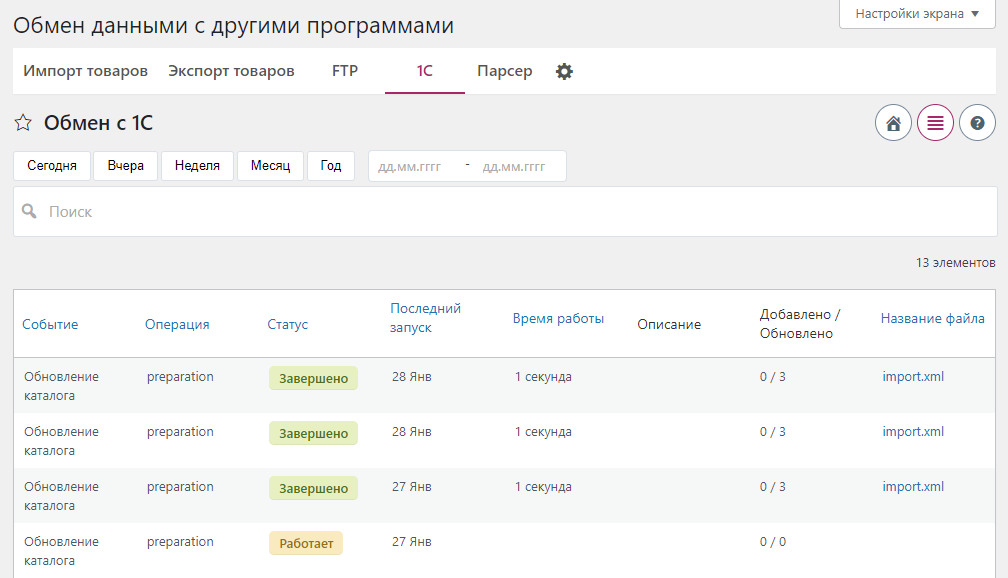 Настройки экрана
Обмен данными с другими программами
Импорт товаров Экспорт товаров FTP 1С Парсер
Обмен с 1С
Сегодня Вчера Неделя Месяц Год дд.мм.гггг - дд.мм.гггг
Поиск
13 элементов
Событие Операция Статус Последний запуск Время работы Описание Добавлено / Обновлено Название файла
Обновление каталога preparation Завершено 28 Янв 1 секунда 0 / 3 import.xml
Обновление каталога preparation Завершено 28 Янв 1 секунда 0 / 3 import.xml
Обновление каталога preparation Завершено 27 Янв 1 секунда 0 / 3 import.xml
Обновление каталога preparation Работает 27 Янв 0 / 0